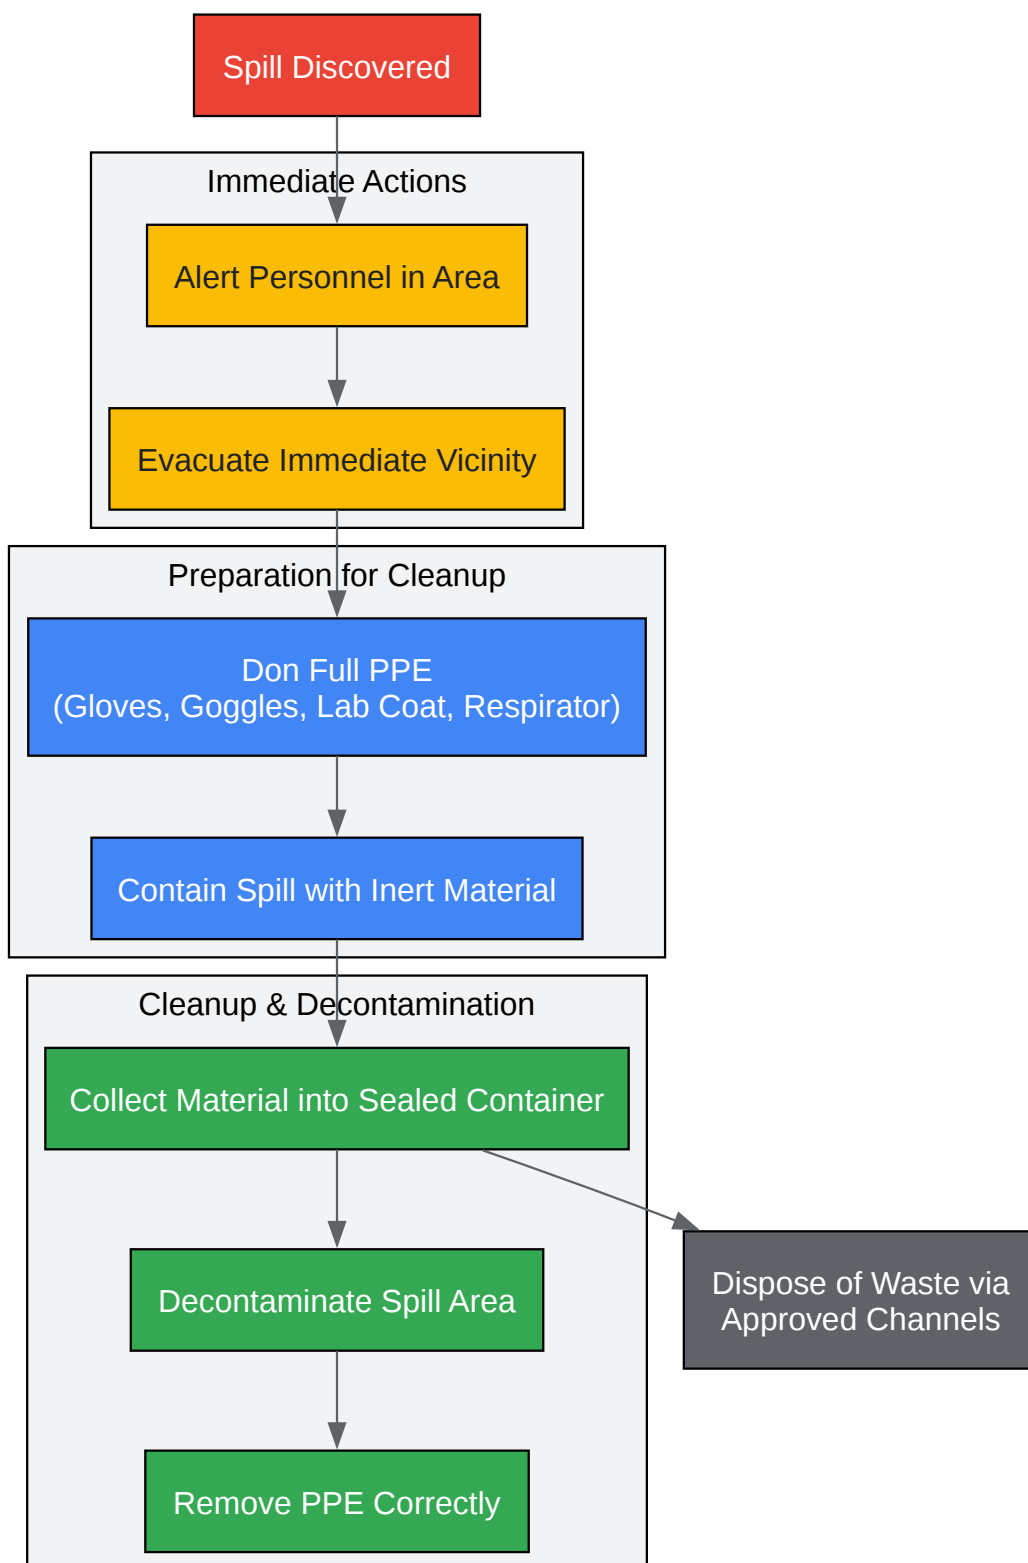 Spill Discovered
Immediate Actions
Alert Personnel in Area
Evacuate Immediate Vicinity
Preparation for Cleanup
Don Full PPE
(Gloves, Goggles, Lab Coat, Respirator)
Contain Spill with Inert Material
Cleanup & Decontamination
Collect Material into Sealed Container
Decontaminate Spill Area
Dispose of Waste via
Approved Channels
Remove PPE Correctly